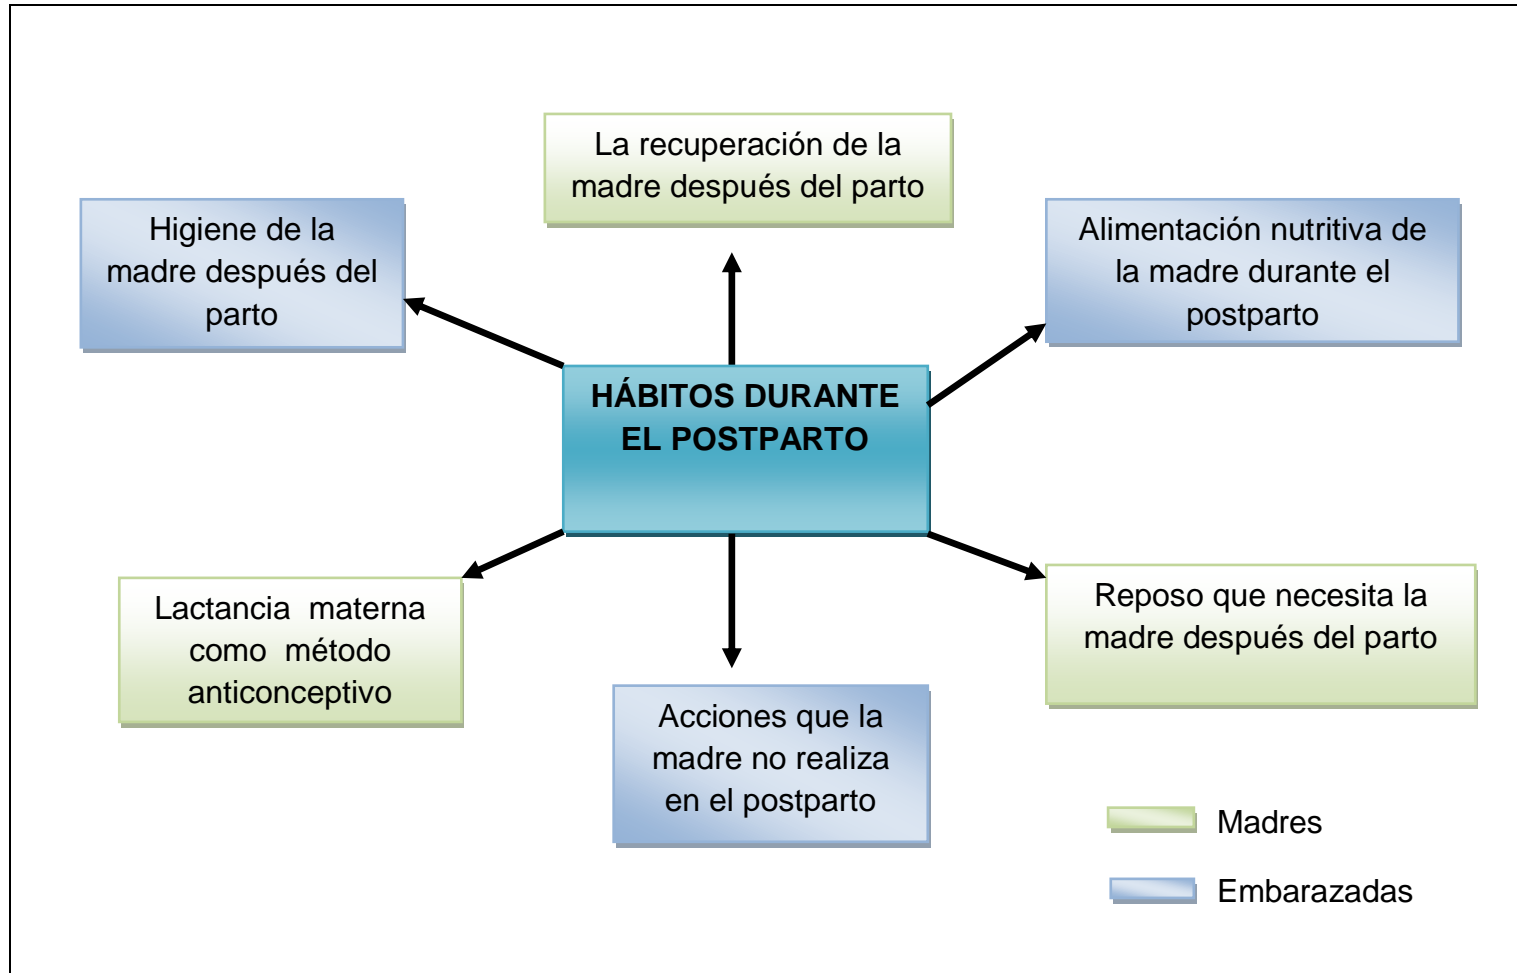 La recuperación de la
madre después del parto
Higiene de la
madre después del
parto
Alimentación nutritiva de
la madre durante el
postparto
HÁBITOS DURANTE
EL POSTPARTO
Lactancia materna
como método
anticonceptivo
Reposo que necesita la
madre después del parto
Acciones que la
madre no realiza
en el postparto
Madres
Embarazadas